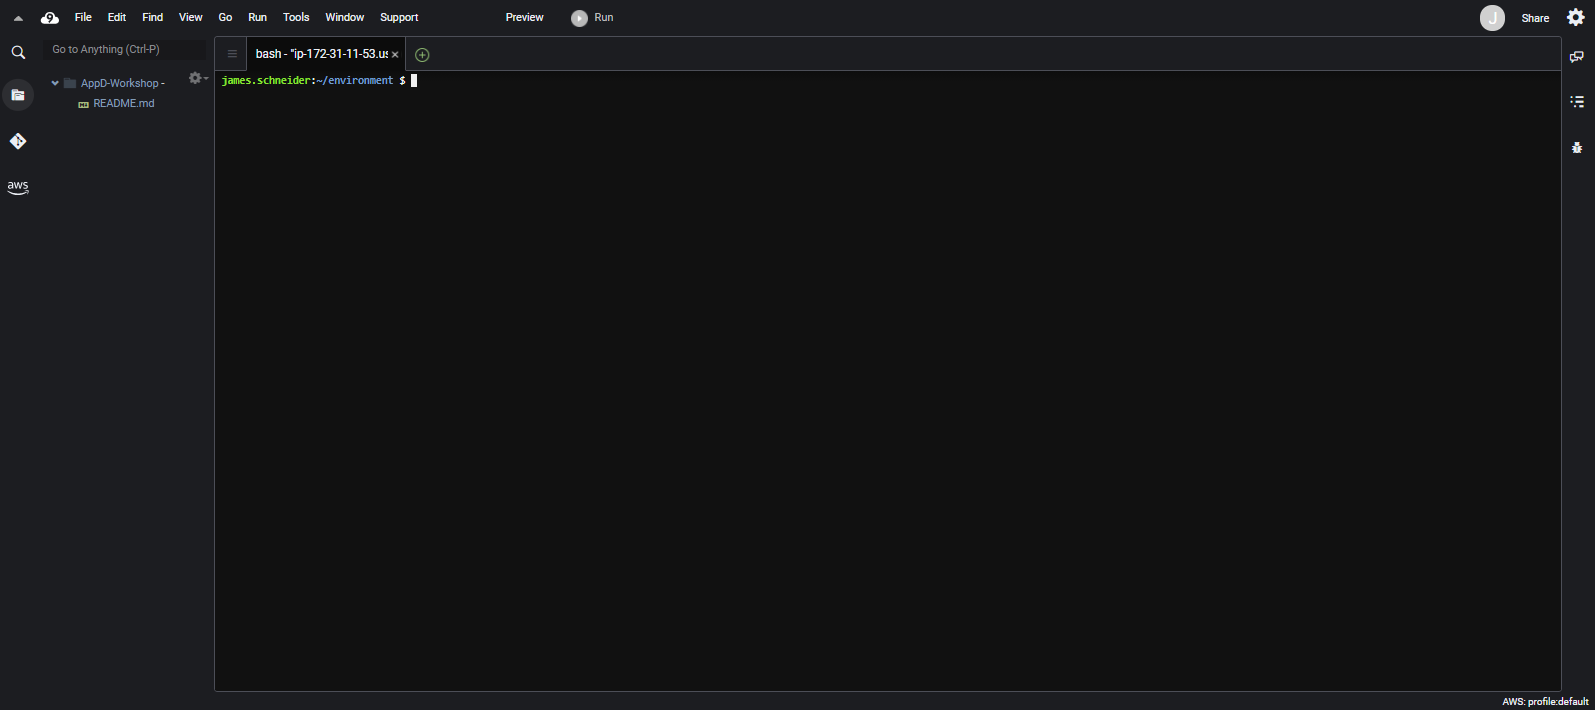 9 File Edit Find View Go Run Tools Window Support Preview Run J Share
Go to Anything (Ctrl-P)
bash - "ip-172-31-11-53.us
AppD-Workshop -
README.md
aws
james.schneider:~/environment $
AWS: profile:default